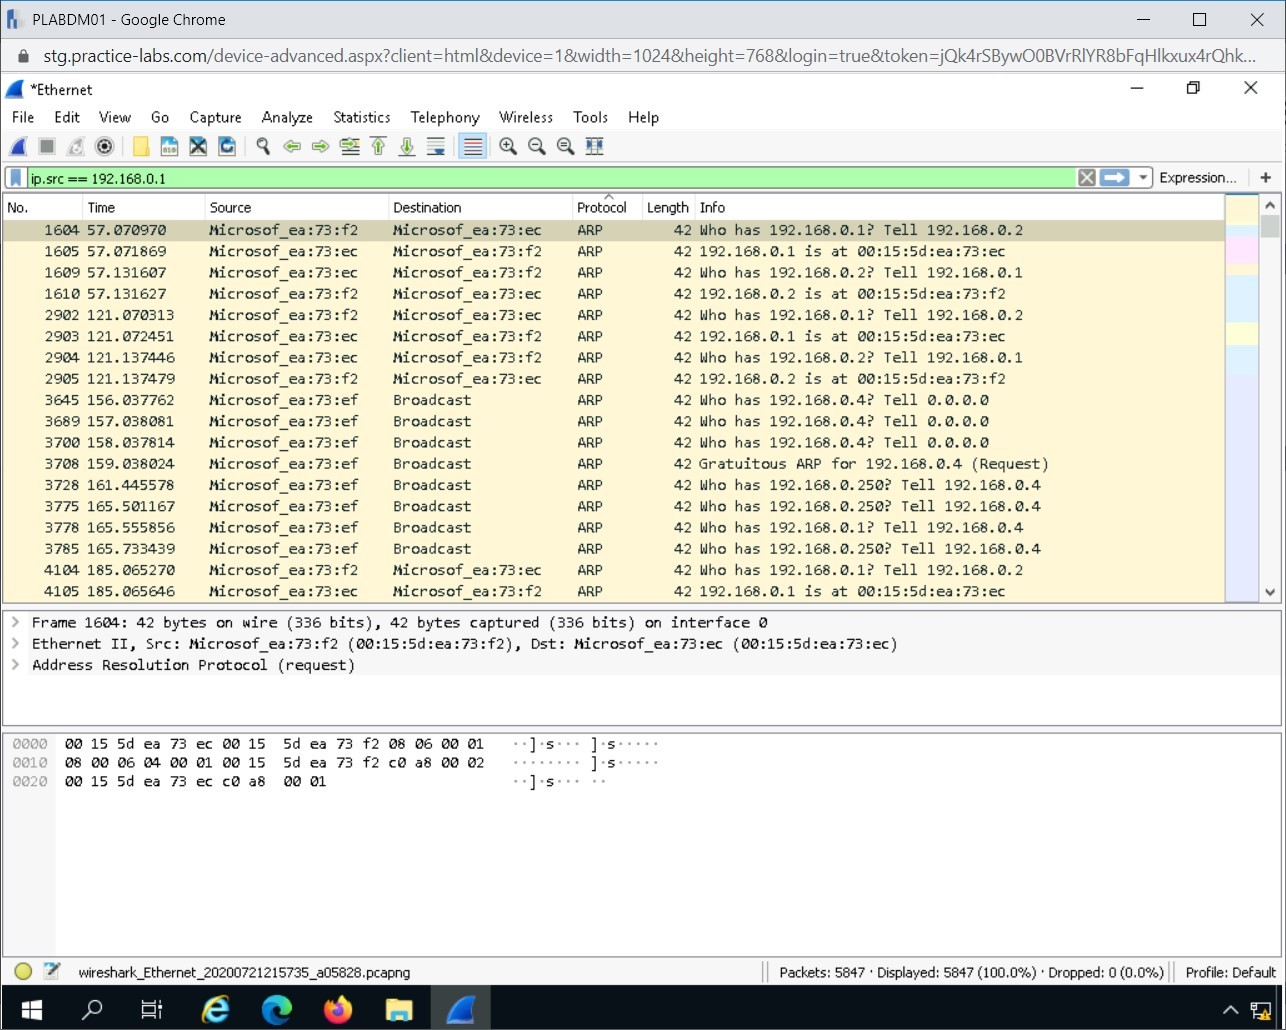 PLABDM01 - Google Chrome
stg.practice-labs.com/device-advanced.aspx?client=html&device=1&width=1024&height=768&login=true&token=jQk4rSBywO0BVrRlYR8bFqHlkxux4rQhk...
*Ethernet
File Edit View Go Capture Analyze Statistics Telephony Wireless Tools Help
ip.src == 192.168.0.1 Expression... +
No. Time Source Destination Protocol Length Info
1604 57.070970 Microsof_ea:73:f2 Microsof_ea:73:ec ARP 42 Who has 192.168.0.1? Tell 192.168.0.2
1605 57.071869 Microsof_ea:73:ec Microsof_ea:73:f2 ARP 42 192.168.0.1 is at 00:15:5d:ea:73:ec
1609 57.131607 Microsof_ea:73:ec Microsof_ea:73:f2 ARP 42 Who has 192.168.0.2? Tell 192.168.0.1
1610 57.131627 Microsof_ea:73:f2 Microsof_ea:73:ec ARP 42 192.168.0.2 is at 00:15:5d:ea:73:f2
2902 121.070313 Microsof_ea:73:f2 Microsof_ea:73:ec ARP 42 Who has 192.168.0.1? Tell 192.168.0.2
2903 121.072451 Microsof_ea:73:ec Microsof_ea:73:f2 ARP 42 192.168.0.1 is at 00:15:5d:ea:73:ec
2904 121.137446 Microsof_ea:73:ec Microsof_ea:73:f2 ARP 42 Who has 192.168.0.2? Tell 192.168.0.1
2905 121.137479 Microsof_ea:73:f2 Microsof_ea:73:ec ARP 42 192.168.0.2 is at 00:15:5d:ea:73:f2
3645 156.037762 Microsof_ea:73:ef Broadcast ARP 42 Who has 192.168.0.4? Tell 0.0.0.0
3689 157.038081 Microsof_ea:73:ef Broadcast ARP 42 Who has 192.168.0.4? Tell 0.0.0.0
3700 158.037814 Microsof_ea:73:ef Broadcast ARP 42 Who has 192.168.0.4? Tell 0.0.0.0
3708 159.038024 Microsof_ea:73:ef Broadcast ARP 42 Gratuitous ARP for 192.168.0.4 (Request)
3728 161.445578 Microsof_ea:73:ef Broadcast ARP 42 Who has 192.168.0.250? Tell 192.168.0.4
3775 165.501167 Microsof_ea:73:ef Broadcast ARP 42 Who has 192.168.0.250? Tell 192.168.0.4
3778 165.555856 Microsof_ea:73:ef Broadcast ARP 42 Who has 192.168.0.1? Tell 192.168.0.4
3785 165.733439 Microsof_ea:73:ef Broadcast ARP 42 Who has 192.168.0.250? Tell 192.168.0.4
4104 185.065270 Microsof_ea:73:f2 Microsof_ea:73:ec ARP 42 Who has 192.168.0.1? Tell 192.168.0.2
4105 185.065646 Microsof_ea:73:ec Microsof_ea:73:f2 ARP 42 192.168.0.1 is at 00:15:5d:ea:73:ec
Frame 1604: 42 bytes on wire (336 bits), 42 bytes captured (336 bits) on interface 0
Ethernet II, Src: Microsof_ea:73:f2 (00:15:5d:ea:73:f2), Dst: Microsof_ea:73:ec (00:15:5d:ea:73:ec)
Address Resolution Protocol (request)
0000 00 15 5d ea 73 ec 00 15 5d ea 73 f2 08 06 00 01 ··]·s··· ]·s·····
0010 08 00 06 04 00 01 00 15 5d ea 73 f2 c0 a8 00 02 ········ ]·s·····
0020 00 15 5d ea 73 ec c0 a8 00 01 ··]·s··· ··
wireshark_Ethernet_20200721215735_a05828.pcapng Packets: 5847 · Displayed: 5847 (100.0%) · Dropped: 0 (0.0%) Profile: Default